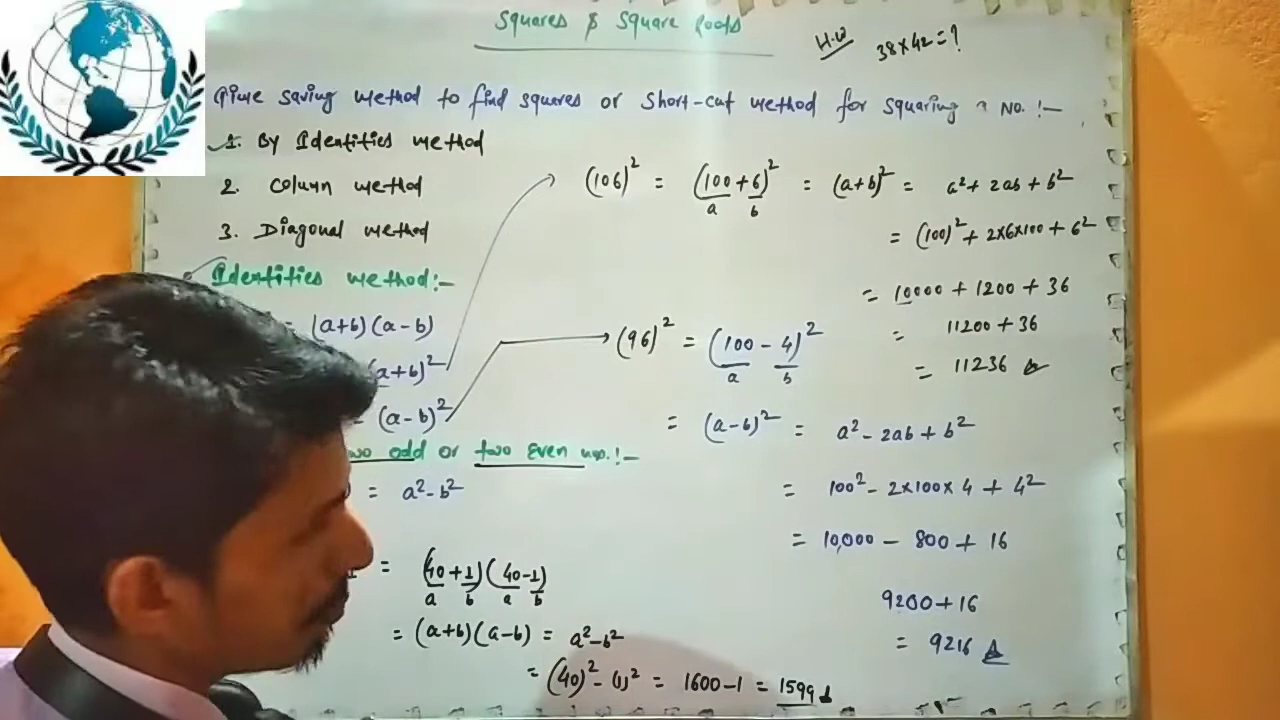 Squares & Square Roots
H.W 38×42=?
Time saving method to find squares or short-cut method for squaring a No. :-
1. By Identities method
2. Column method
3. Diagonal method
Identities method:-
= (a+b) (a-b)
(a+b)²
= (a-b)²
two odd or two even no.s:-
= a²-b²
= (40+1)(40-1)
a b a b
= (a+b)(a-b) = a²-b²
= (40)² - (1)² = 1600-1 = 1599
(106)² = (100+6)² = (a+b)² = a²+2ab+b²
a b
= (100)² + 2×6×100 + 6²
= 10000 + 1200 + 36
= 11200 + 36
= 11236
(96)² = (100 - 4)²
a b
= (a-b)² = a²-2ab+b²
= 100² - 2×100×4 + 4²
= 10,000 - 800 + 16
9200+16
= 9216